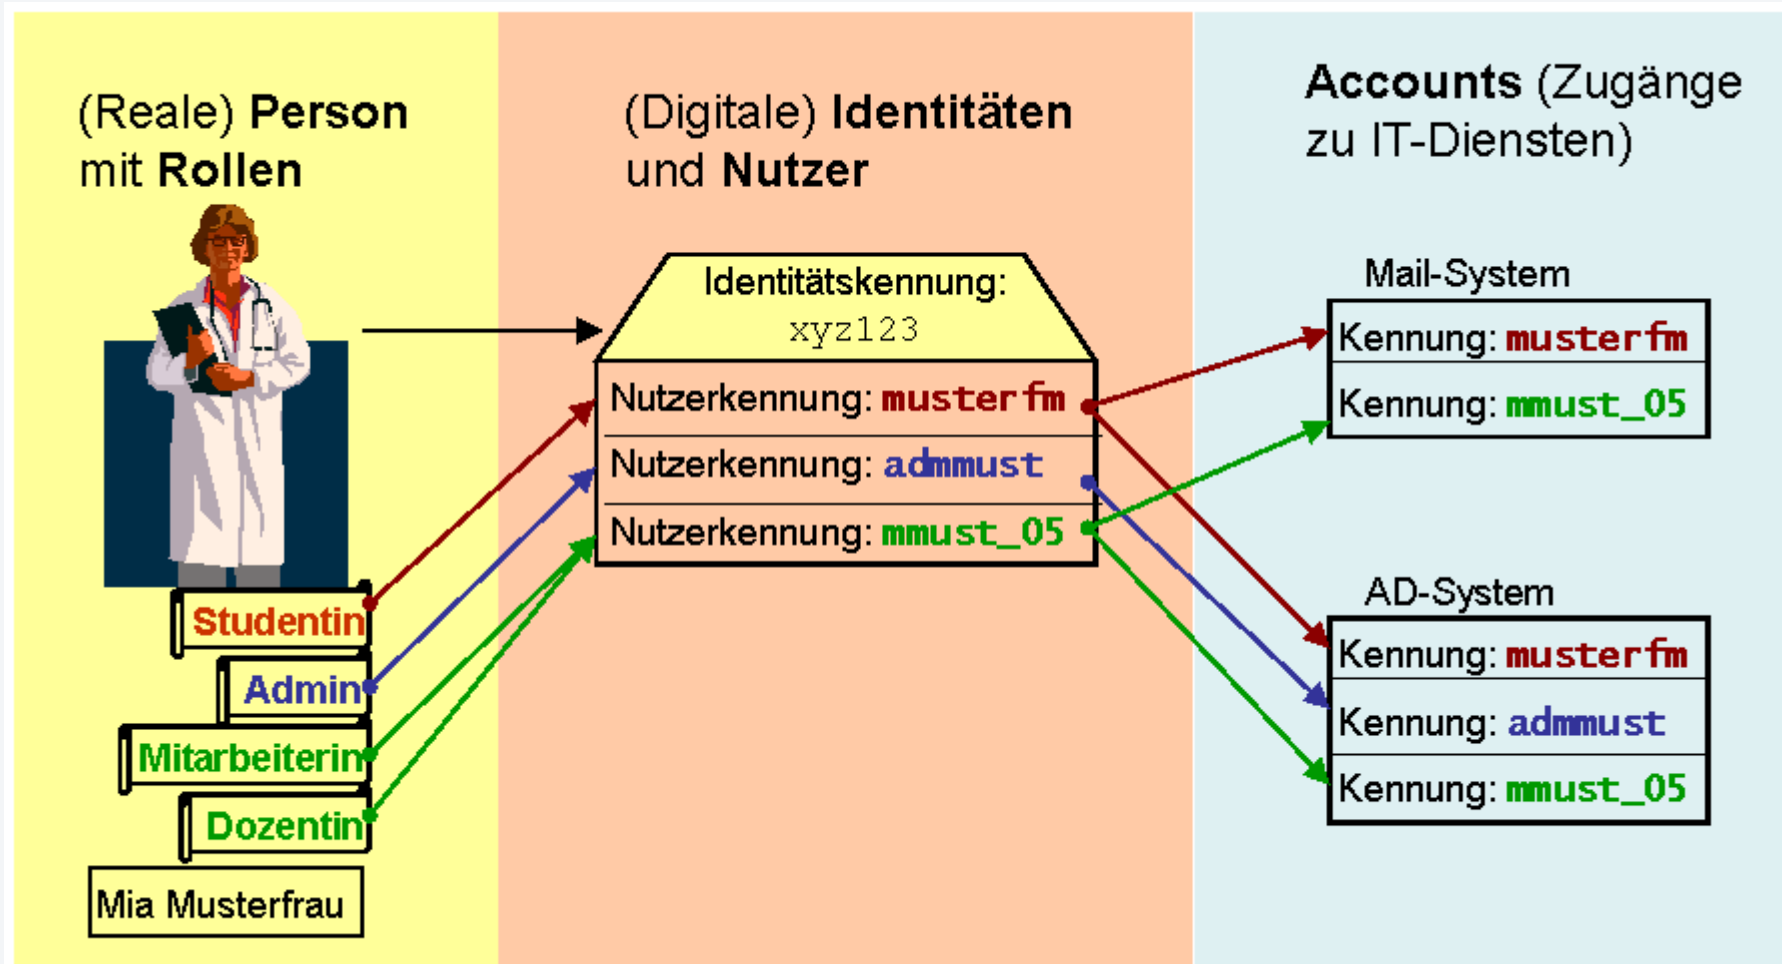 (Reale) Person
mit Rollen
Studentin
Admin
Mitarbeiterin
Dozentin
Mia Musterfrau
(Digitale) Identitäten
und Nutzer
Identitätskennung:
xyz123
Nutzerkennung: musterfm
Nutzerkennung: admmust
Nutzerkennung: mmust_05
Accounts (Zugänge
zu IT-Diensten)
Mail-System
Kennung: musterfm
Kennung: mmust_05
AD-System
Kennung: musterfm
Kennung: admmust
Kennung: mmust_05